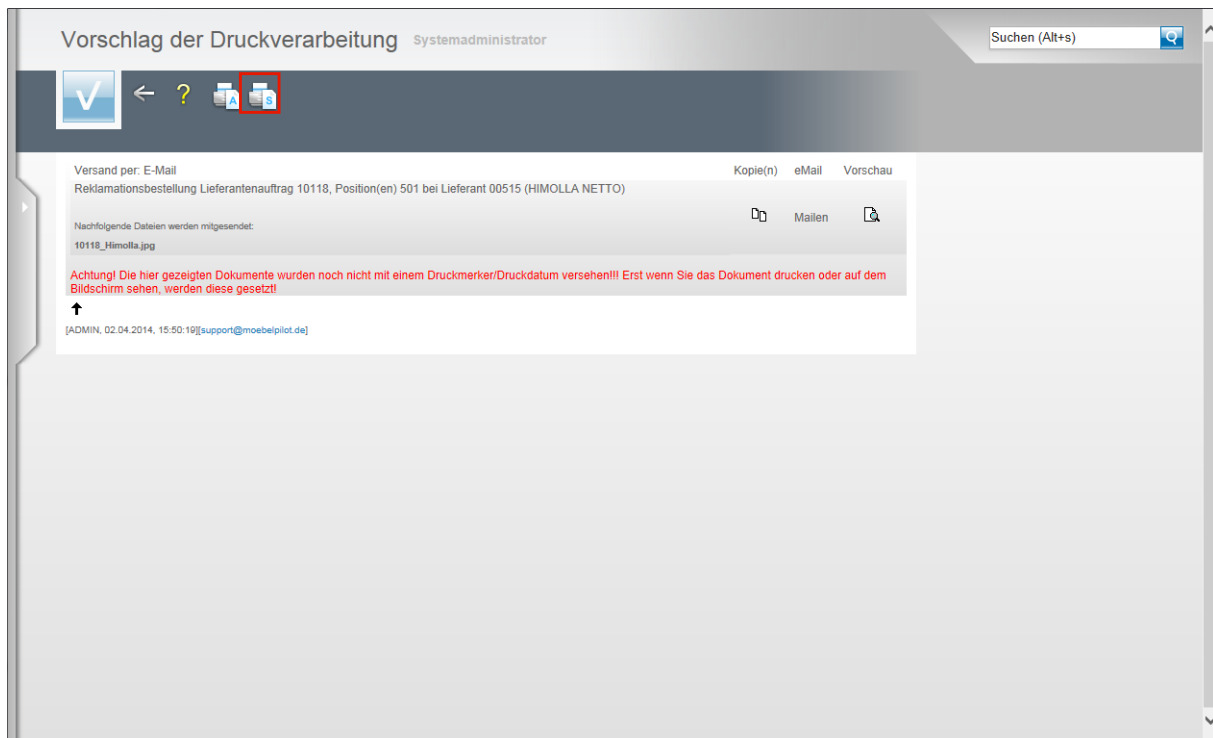 Vorschlag der Druckverarbeitung Systemadministrator
Suchen (Alt+s)
√ ? A S
Versand per: E-Mail Kopie(n) eMail Vorschau
Reklamationsbestellung Lieferantenauftrag 10118, Position(en) 501 bei Lieferant 00515 (HIMOLLA NETTO)
Mailen
Nachfolgende Dateien werden mitgesendet:
10118_Himolla.jpg
Achtung! Die hier gezeigten Dokumente wurden noch nicht mit einem Druckmerker/Druckdatum versehen!!! Erst wenn Sie das Dokument drucken oder auf dem
Bildschirm sehen, werden diese gesetzt!
[ADMIN, 02.04.2014, 15:50:19][support@moebelpilot.de]